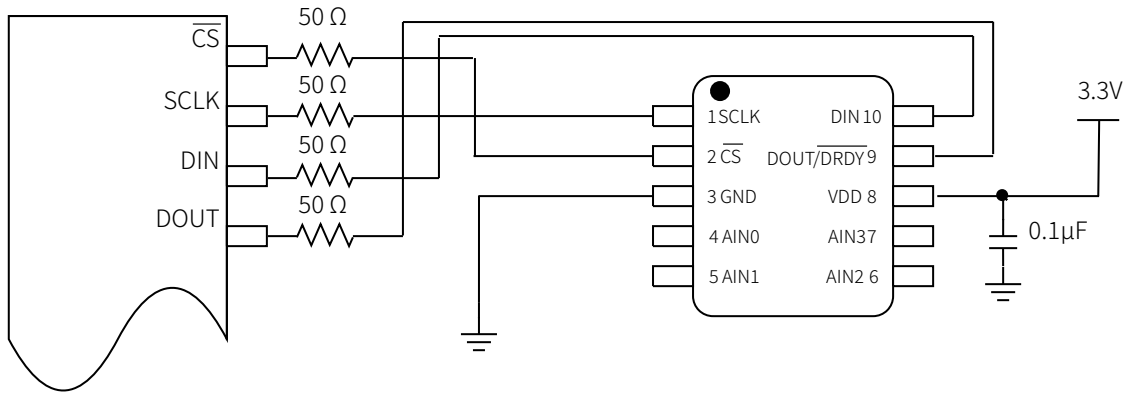 50 Ω
CS
50 Ω
SCLK
50 Ω
DIN
50 Ω
DOUT
1 SCLK
2 CS
3 GND
4 AIN0
5 AIN1
DIN 10
DOUT/DRDY 9
VDD 8
AIN3 7
AIN2 6
3.3V
0.1µF